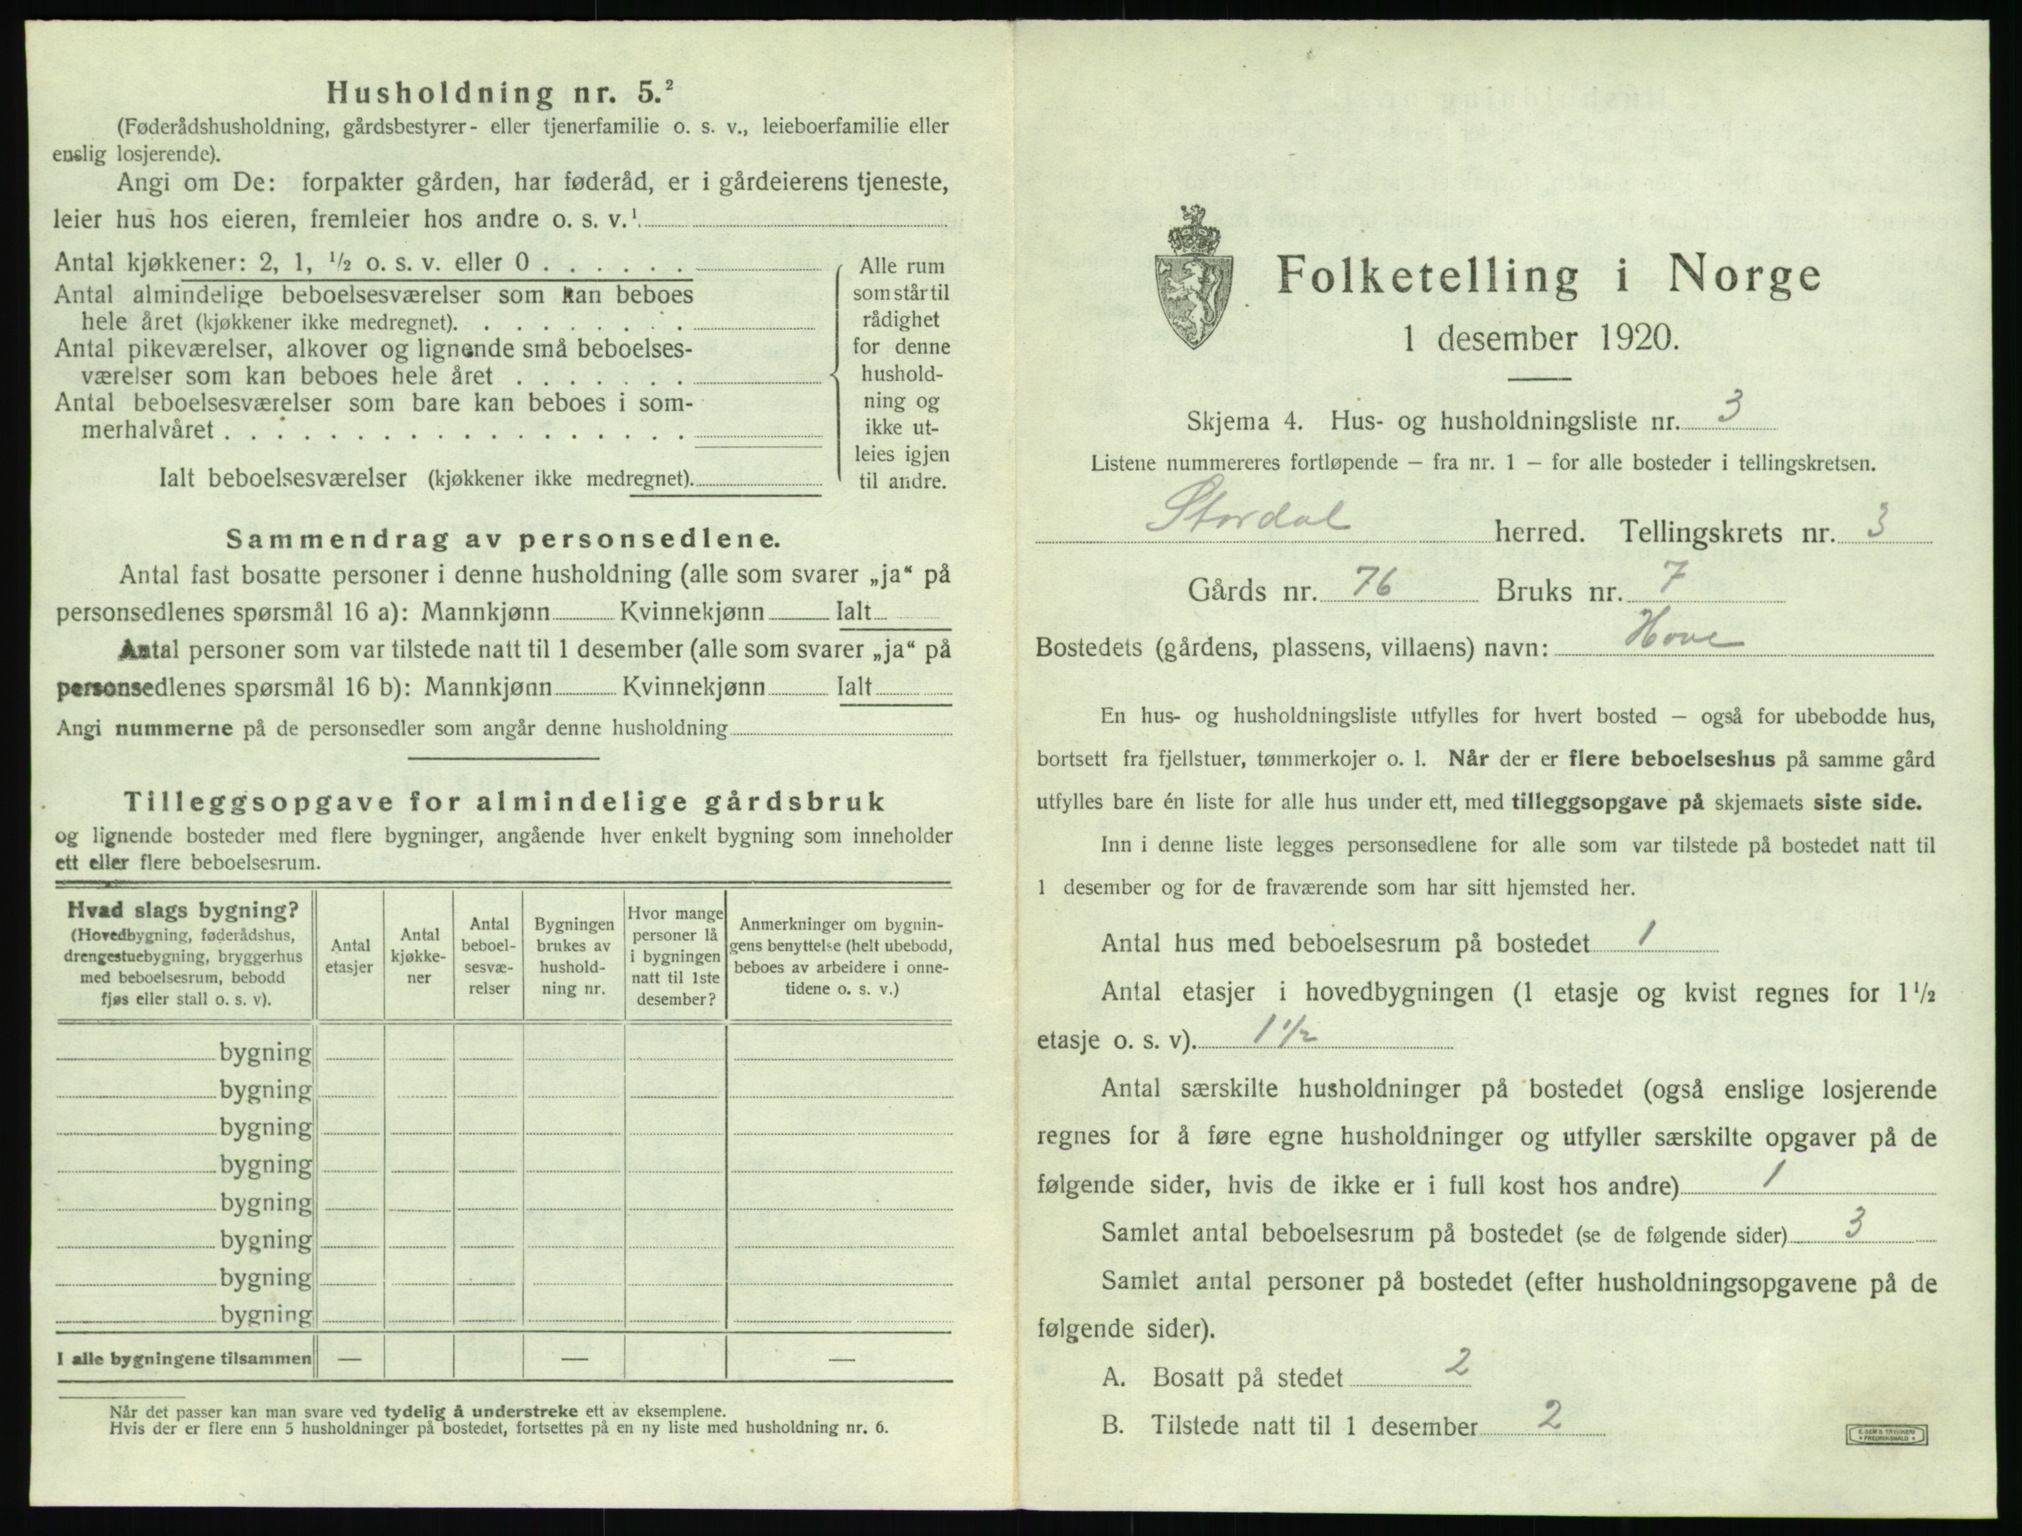 Husholdning nr. 5.²
(Føderådshusholdning, gårdsbestyrer- eller tjenerfamilie o. s. v., leieboerfamilie eller
enslig losjerende).
Angi om De: forpakter gården, har føderåd, er i gårdeierens tjeneste,
leier hus hos eieren, fremleier hos andre o. s. v.¹
Antal kjøkkener: 2, 1, ½ o. s. v. eller 0 . . . . . .
Antal almindelige beboelsesværelser som kan beboes
hele året (kjøkkener ikke medregnet). . . . . . . . .
Antal pikeværelser, alkover og lignende små beboelses-
værelser som kan beboes hele året . . . . . . .
Antal beboelsesværelser som bare kan beboes i som-
merhalvåret . . . . . . . . . . . . . . . . . .
Ialt beboelsesværelser (kjøkkener ikke medregnet).
Alle rum
som står til
rådighet
for denne
hushold-
ning og
ikke ut-
leies igjen
til andre.
Sammendrag av personsedlene.
Antal fast bosatte personer i denne husholdning (alle som svarer „ja“ på
personsedlenes spørsmål 16 a): Mannkjønn Kvinnekjønn Ialt
Antal personer som var tilstede natt til 1 desember (alle som svarer „ja“ på
personsedlenes spørsmål 16 b): Mannkjønn Kvinnekjønn Ialt
Angi nummerne på de personsedler som angår denne husholdning
Tilleggsopgave for almindelige gårdsbruk
og lignende bosteder med flere bygninger, angående hver enkelt bygning som inneholder
ett eller flere beboelsesrum.
Hvad slags bygning?
(Hovedbygning, føderådshus,
drengestuebygning, bryggerhus
med beboelsesrum, bebodd
fjøs eller stall o. s. v).
Antal
etasjer
Antal
kjøkke-
ner
Antal
beboel-
sesvæ-
relser
Bygningen
brukes av
hushold-
ning nr.
Hvor mange
personer lå
i bygningen
natt til 1ste
desember?
Anmerkninger om bygnin-
gens benyttelse (helt ubebodd,
beboes av arbeidere i onne-
tidene o. s. v.)
bygning
bygning
bygning
bygning
bygning
bygning
bygning
bygning
I alle bygningene tilsammen — — —
Når det passer kan man svare ved tydelig å understreke ett av eksemplene.
Hvis der er flere enn 5 husholdninger på bostedet, fortsettes på en ny liste med husholdning nr. 6.
Folketelling i Norge
1 desember 1920.
Skjema 4. Hus- og husholdningsliste nr. 3
Listene nummereres fortløpende – fra nr. 1 – for alle bosteder i tellingskretsen.
Stordal herred. Tellingskrets nr. 3
Gårds nr. 76 Bruks nr. 7
Bostedets (gårdens, plassens, villaens) navn: Hove
En hus- og husholdningsliste utfylles for hvert bosted – også for ubebodde hus,
bortsett fra fjellstuer, tømmerkojer o. l. Når der er flere beboelseshus på samme gård
utfylles bare én liste for alle hus under ett, med tilleggsopgave på skjemaets siste side.
Inn i denne liste legges personsedlene for alle som var tilstede på bostedet natt til
1 desember og for de fraværende som har sitt hjemsted her.
Antal hus med beboelsesrum på bostedet 1
Antal etasjer i hovedbygningen (1 etasje og kvist regnes for 1½
etasje o. s. v). 1½
Antal særskilte husholdninger på bostedet (også enslige losjerende
regnes for å føre egne husholdninger og utfyller særskilte opgaver på de
følgende sider, hvis de ikke er i full kost hos andre) 1
Samlet antal beboelsesrum på bostedet (se de følgende sider) 3
Samlet antal personer på bostedet (efter husholdningsopgavene på de
følgende sider).
A. Bosatt på stedet 2
B. Tilstede natt til 1 desember 2